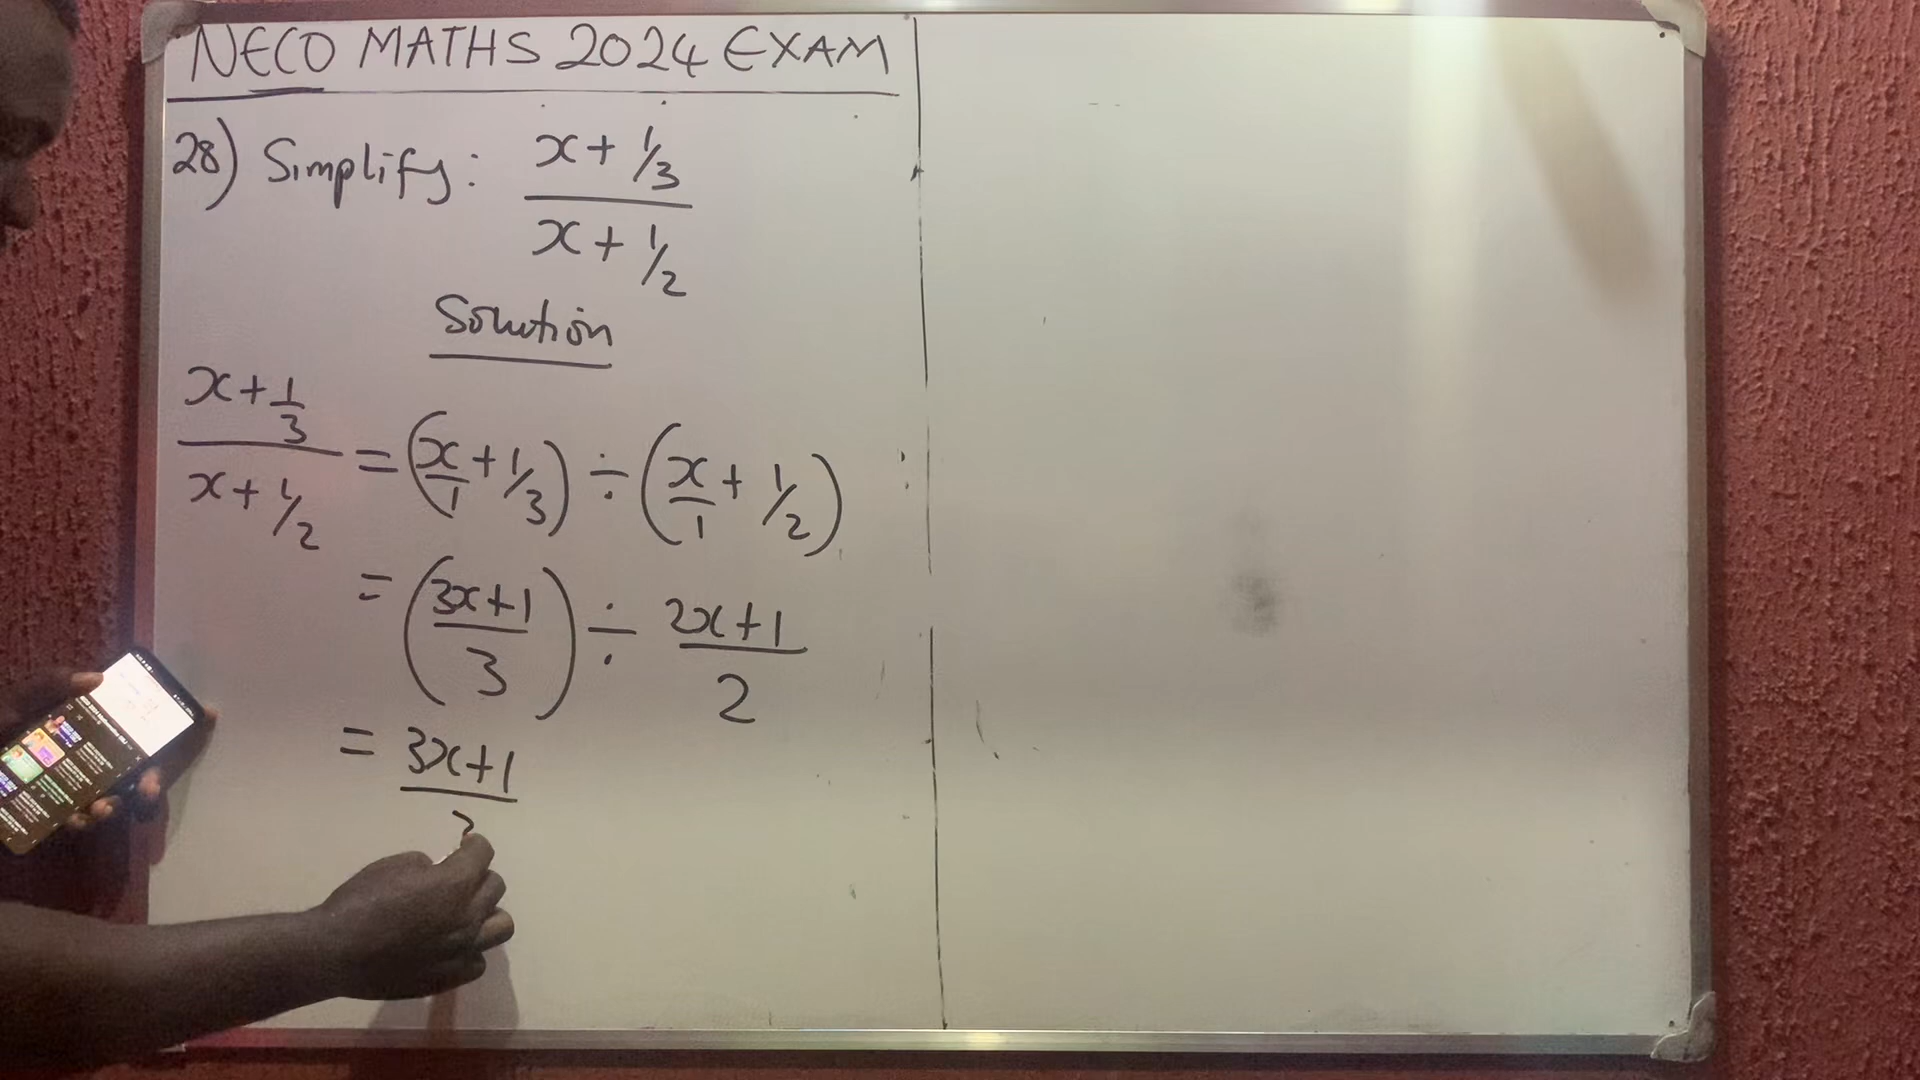 NECO MATHS 2024 EXAM
28) Simplify: x + 1/3
x + 1/2
Solution
x + 1/3
x + 1/2
= (x/1 + 1/3) ÷ (x/1 + 1/2)
= (3x+1/3) ÷ 2x+1/2
= 3x+1